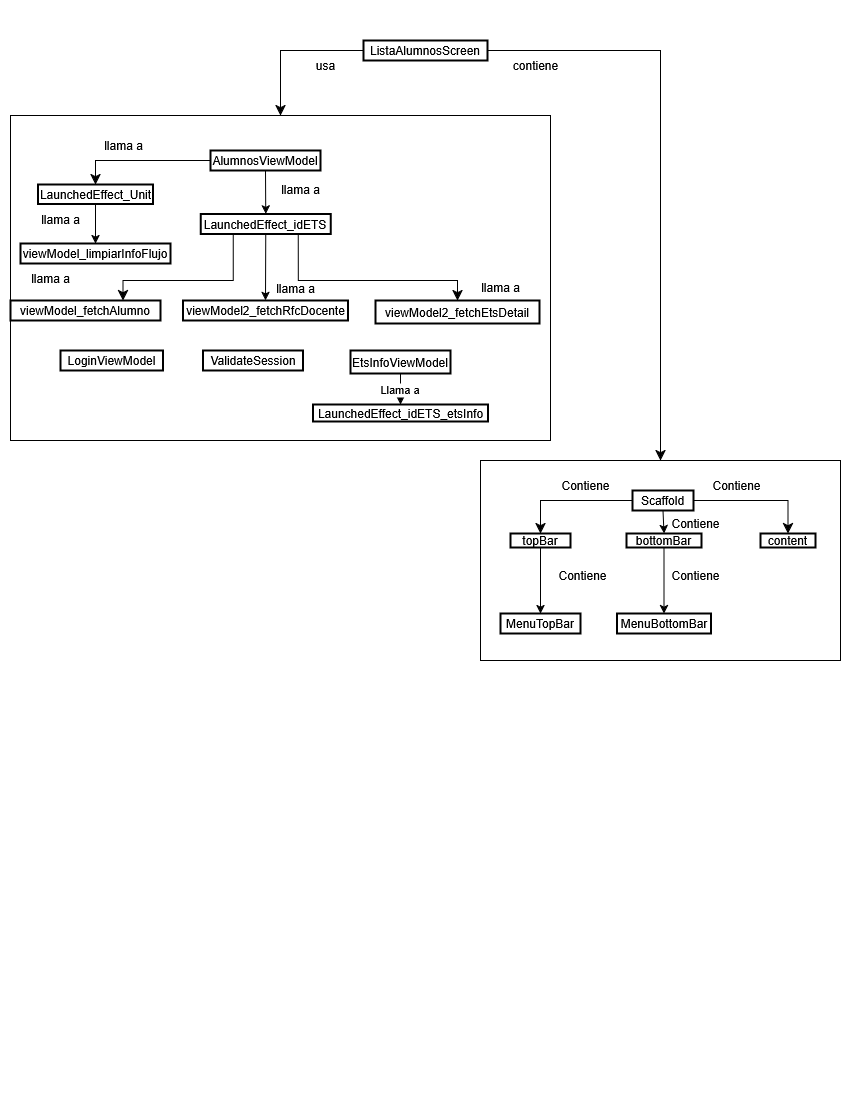 ListaAlumnosScreen
usa
contiene
llama a
AlumnosViewModel
LaunchedEffect_Unit
llama a
llama a
LaunchedEffect_idETS
viewModel_limpiarInfoFlujo
llama a
llama a
llama a
viewModel_fetchAlumno
viewModel2_fetchRfcDocente
viewModel2_fetchEtsDetail
LoginViewModel
ValidateSession
EtsInfoViewModel
Llama a
LaunchedEffect_idETS_etsInfo
Contiene
Scaffold
Contiene
Contiene
topBar
bottomBar
content
Contiene
Contiene
MenuTopBar
MenuBottomBar